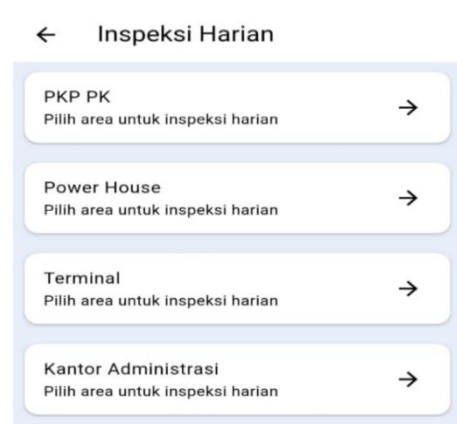 Inspeksi Harian
PKP PK
Pilih area untuk inspeksi harian
Power House
Pilih area untuk inspeksi harian
Terminal
Pilih area untuk inspeksi harian
Kantor Administrasi
Pilih area untuk inspeksi harian